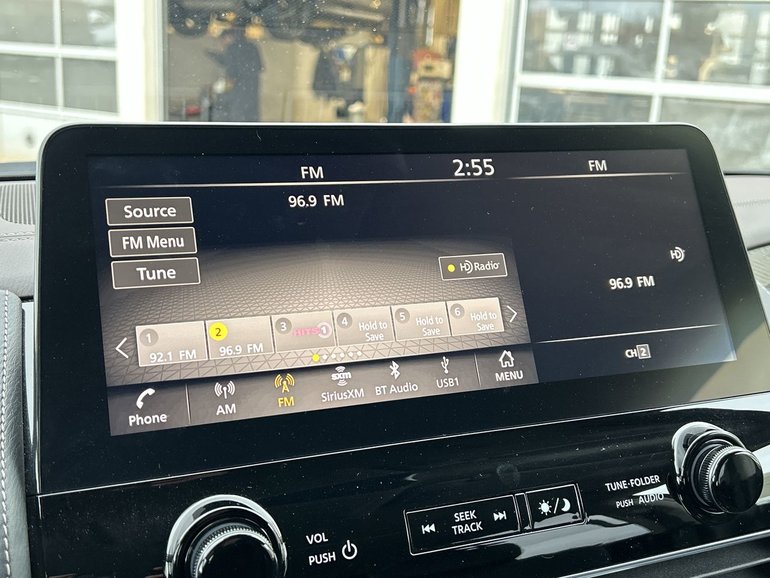 FM 2:55 FM
96.9 FM
Source
FM Menu
Tune
HD Radio
96.9 FM
1 92.1 FM
2 96.9 FM
3 HITS1
4 Hold to Save
5 Hold to Save
6 Hold to Save
CH 2
Phone
AM
FM
sxm
SiriusXM
BT Audio
USB1
MENU
VOL
PUSH
SEEK
TRACK
TUNE·FOLDER
PUSH AUDIO